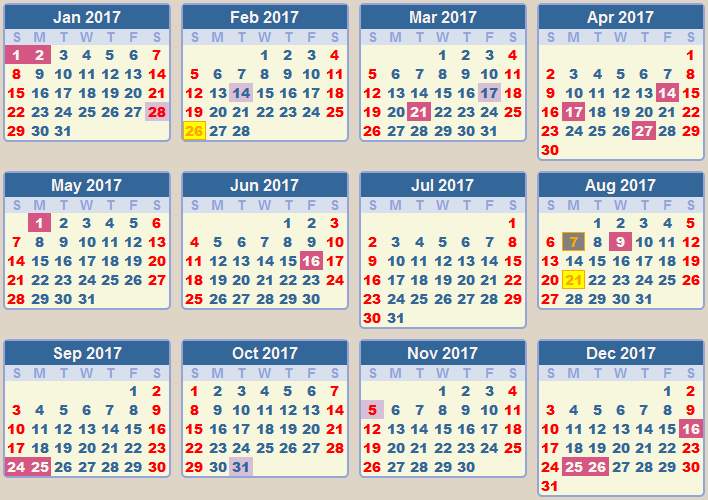 Jan 2017
S M T W T F S
1 2 3 4 5 6 7
8 9 10 11 12 13 14
15 16 17 18 19 20 21
22 23 24 25 26 27 28
29 30 31
Feb 2017
S M T W T F S
1 2 3 4
5 6 7 8 9 10 11
12 13 14 15 16 17 18
19 20 21 22 23 24 25
26 27 28
Mar 2017
S M T W T F S
1 2 3 4
5 6 7 8 9 10 11
12 13 14 15 16 17 18
19 20 21 22 23 24 25
26 27 28 29 30 31
Apr 2017
S M T W T F S
1
2 3 4 5 6 7 8
9 10 11 12 13 14 15
16 17 18 19 20 21 22
23 24 25 26 27 28 29
30
May 2017
S M T W T F S
1 2 3 4 5 6
7 8 9 10 11 12 13
14 15 16 17 18 19 20
21 22 23 24 25 26 27
28 29 30 31
Jun 2017
S M T W T F S
1 2 3
4 5 6 7 8 9 10
11 12 13 14 15 16 17
18 19 20 21 22 23 24
25 26 27 28 29 30
Jul 2017
S M T W T F S
1
2 3 4 5 6 7 8
9 10 11 12 13 14 15
16 17 18 19 20 21 22
23 24 25 26 27 28 29
30 31
Aug 2017
S M T W T F S
1 2 3 4 5
6 7 8 9 10 11 12
13 14 15 16 17 18 19
20 21 22 23 24 25 26
27 28 29 30 31
Sep 2017
S M T W T F S
1 2
3 4 5 6 7 8 9
10 11 12 13 14 15 16
17 18 19 20 21 22 23
24 25 26 27 28 29 30
Oct 2017
S M T W T F S
1 2 3 4 5 6 7
8 9 10 11 12 13 14
15 16 17 18 19 20 21
22 23 24 25 26 27 28
29 30 31
Nov 2017
S M T W T F S
1 2 3 4
5 6 7 8 9 10 11
12 13 14 15 16 17 18
19 20 21 22 23 24 25
26 27 28 29 30
Dec 2017
S M T W T F S
1 2
3 4 5 6 7 8 9
10 11 12 13 14 15 16
17 18 19 20 21 22 23
24 25 26 27 28 29 30
31